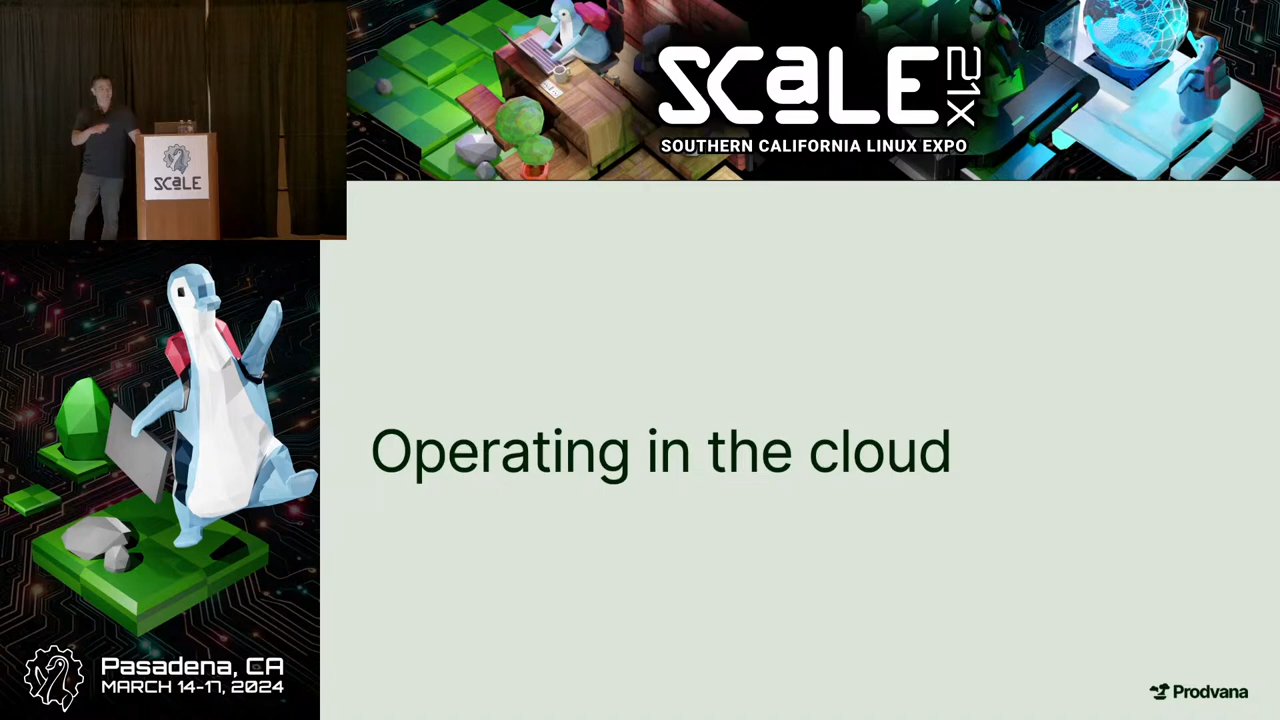 SCaLE
21x
SOUTHERN CALIFORNIA LINUX EXPO
SCaLE
Operating in the cloud
Pasadena, CA
MARCH 14-17, 2024
Prodvana